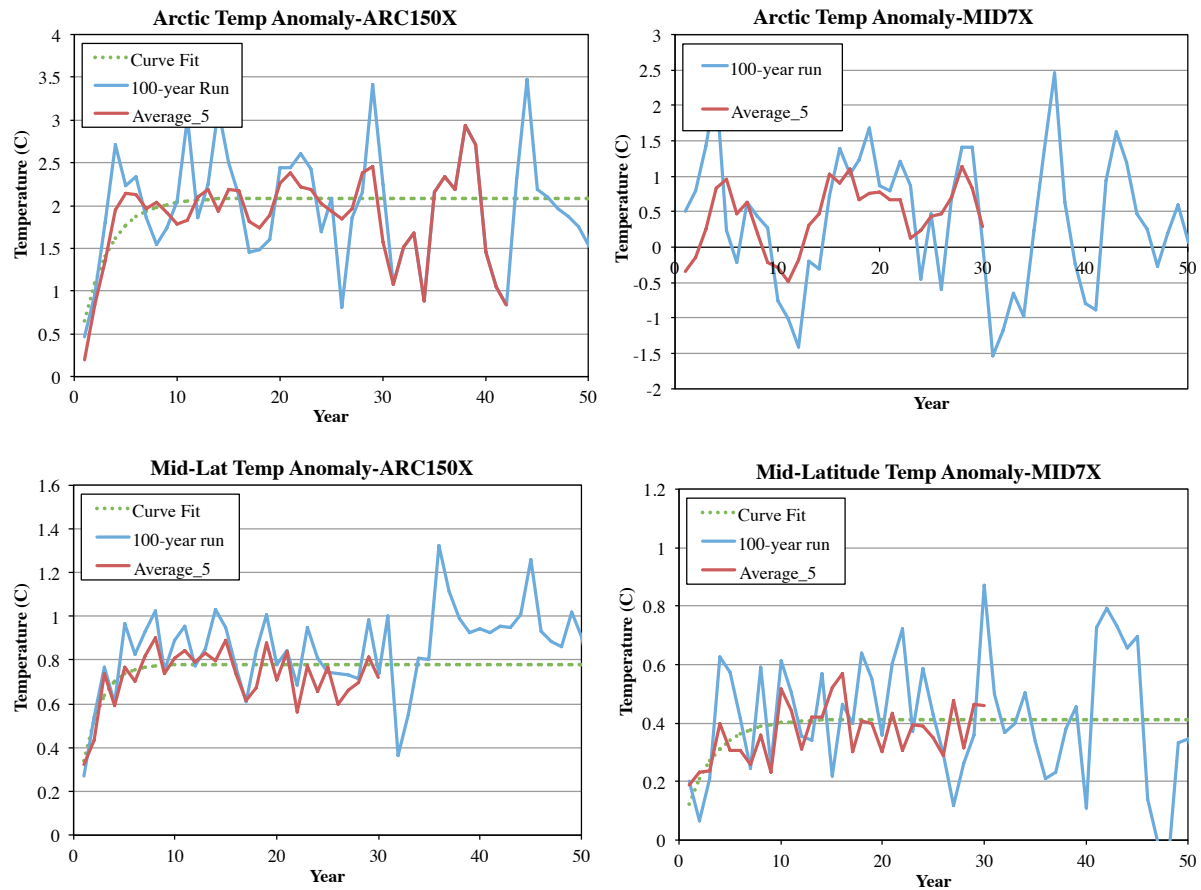 Arctic Temp Anomaly-ARC150X
4
3.5
3
2.5
2
1.5
1
0.5
0
Temperature (C)
Curve Fit
100-year Run
Average_5
0 10 20 30 40 50
Year
Arctic Temp Anomaly-MID7X
3
2.5
2
1.5
1
0.5
0
-0.5
-1
-1.5
-2
Temperature (C)
100-year run
Average_5
0 10 20 30 40 50
Year
Mid-Lat Temp Anomaly-ARC150X
1.6
1.4
1.2
1
0.8
0.6
0.4
0.2
0
Temperature (C)
Curve Fit
100-year run
Average_5
0 10 20 30 40 50
Year
Mid-Latitude Temp Anomaly-MID7X
1.2
1
0.8
0.6
0.4
0.2
0
Temperature (C)
Curve Fit
100-year run
Average_5
0 10 20 30 40 50
Year